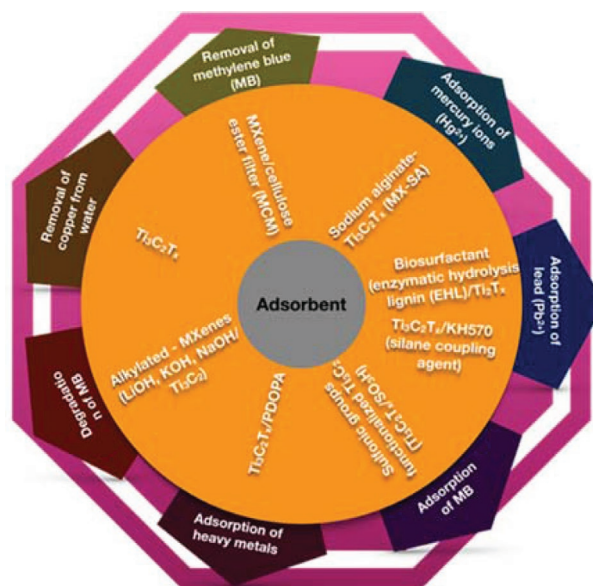 Removal of
methylene blue
(MB)
Adsorption of
mercury ions
(Hg²⁺)
Adsorption of
lead (Pb²⁺)
Adsorption
of MB
Adsorption of
heavy metals
Degradatio
n of MB
Removal of
copper from
water
MXene/cellulose
ester filter (MCM)
Sodium alginate-
Ti₃C₂Tₓ (MX-SA)
Biosurfactant
(enzymatic hydrolysis
lignin (EHL)/Ti₂Tₓ
Ti₃C₂Tₓ/KH570
(silane coupling
agent)
Sulfonic groups
functionalized Ti₃C₂
(Ti₃C₂Tₓ/SO₃H)
Ti₃C₂Tₓ/PDOPA
Alkylated - MXenes
(LiOH, KOH, NaOH/
Ti₃C₂)
Ti₃C₂Tₓ
Adsorbent